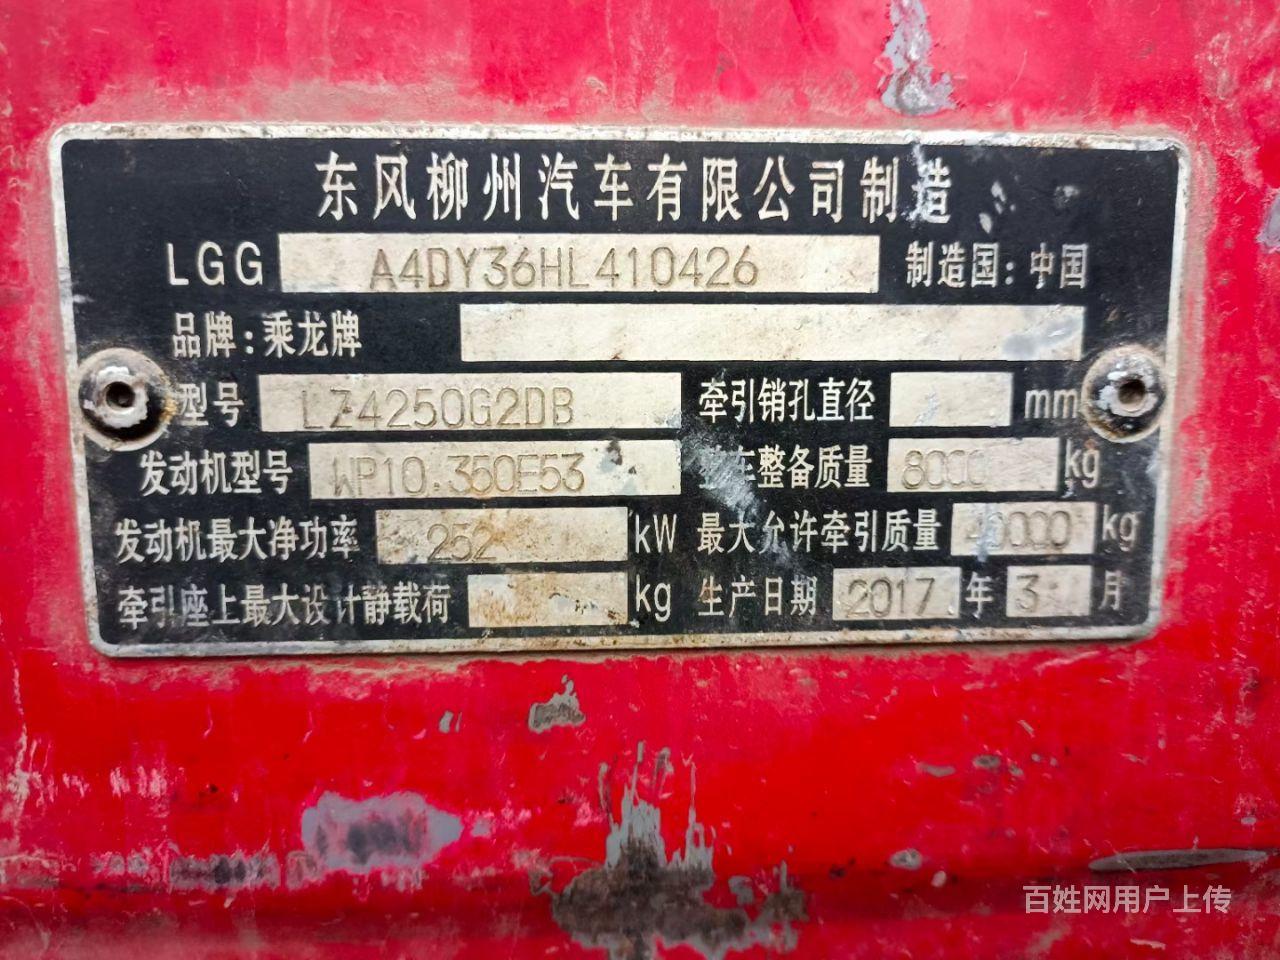 东风柳州汽车有限公司制造
LGG A4DY36HL410426 制造国：中国
品牌：乘龙牌
型号 LZ4250G2DB 牵引销孔直径 mm
发动机型号 WP10.350E53 整车整备质量 8000 kg
发动机最大净功率 252 kW 最大允许牵引质量 40000 kg
牵引座上最大设计静载荷 kg 生产日期 2017 年 3 月
百姓网用户上传